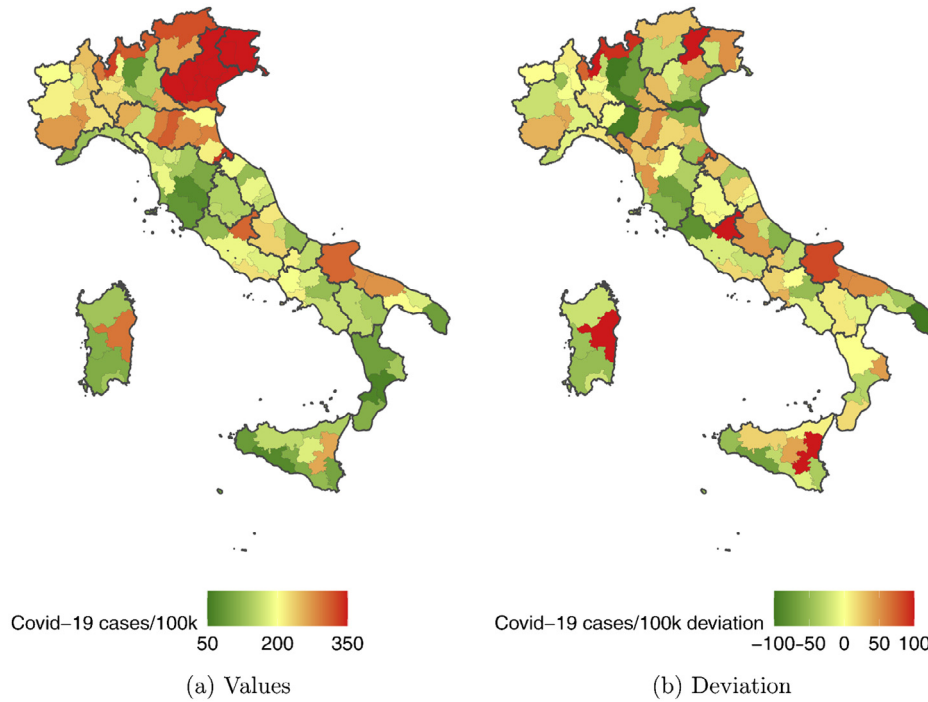 Covid−19 cases/100k
50 200 350
Covid−19 cases/100k deviation
−100−50 0 50 100
(a) Values
(b) Deviation